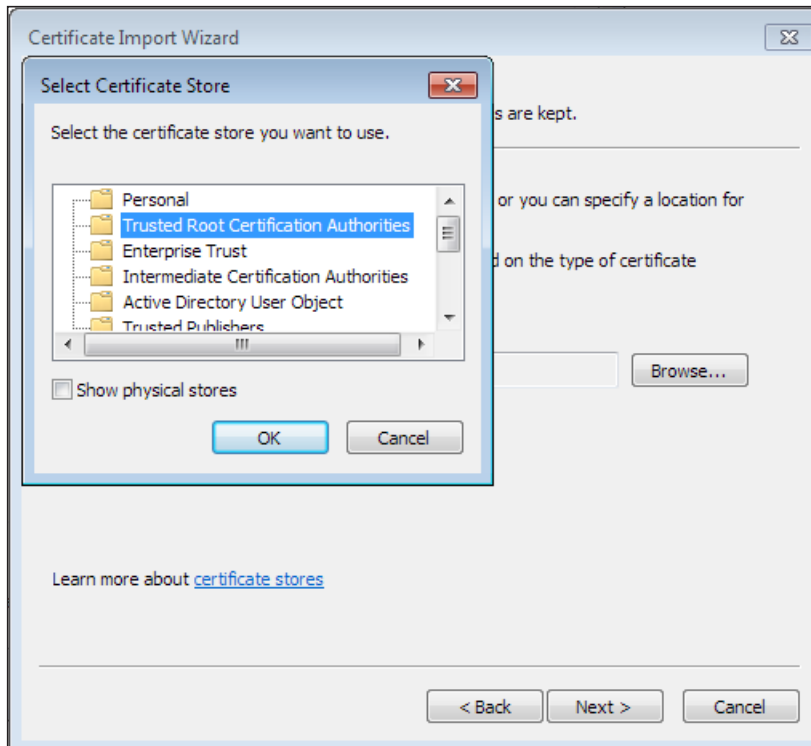 Certificate Import Wizard
Select Certificate Store
Select the certificate store you want to use.
s are kept.
Personal
Trusted Root Certification Authorities
Enterprise Trust
Intermediate Certification Authorities
Active Directory User Object
Trusted Publishers
or you can specify a location for
d on the type of certificate
Browse...
Show physical stores
OK Cancel
Learn more about certificate stores
< Back Next > Cancel